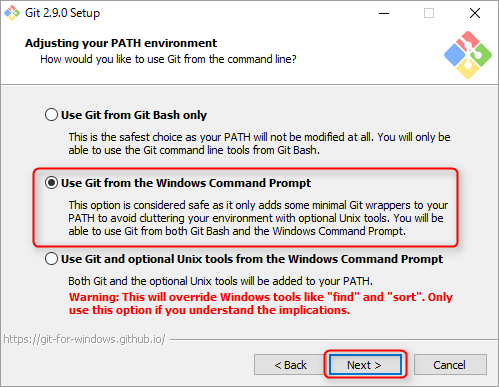 Git 2.9.0 Setup
Adjusting your PATH environment
How would you like to use Git from the command line?
Use Git from Git Bash only
This is the safest choice as your PATH will not be modified at all. You will only be
able to use the Git command line tools from Git Bash.
Use Git from the Windows Command Prompt
This option is considered safe as it only adds some minimal Git wrappers to your
PATH to avoid cluttering your environment with optional Unix tools. You will be
able to use Git from both Git Bash and the Windows Command Prompt.
Use Git and optional Unix tools from the Windows Command Prompt
Both Git and the optional Unix tools will be added to your PATH.
Warning: This will override Windows tools like "find" and "sort". Only
use this option if you understand the implications.
https://git-for-windows.github.io/
< Back Next > Cancel